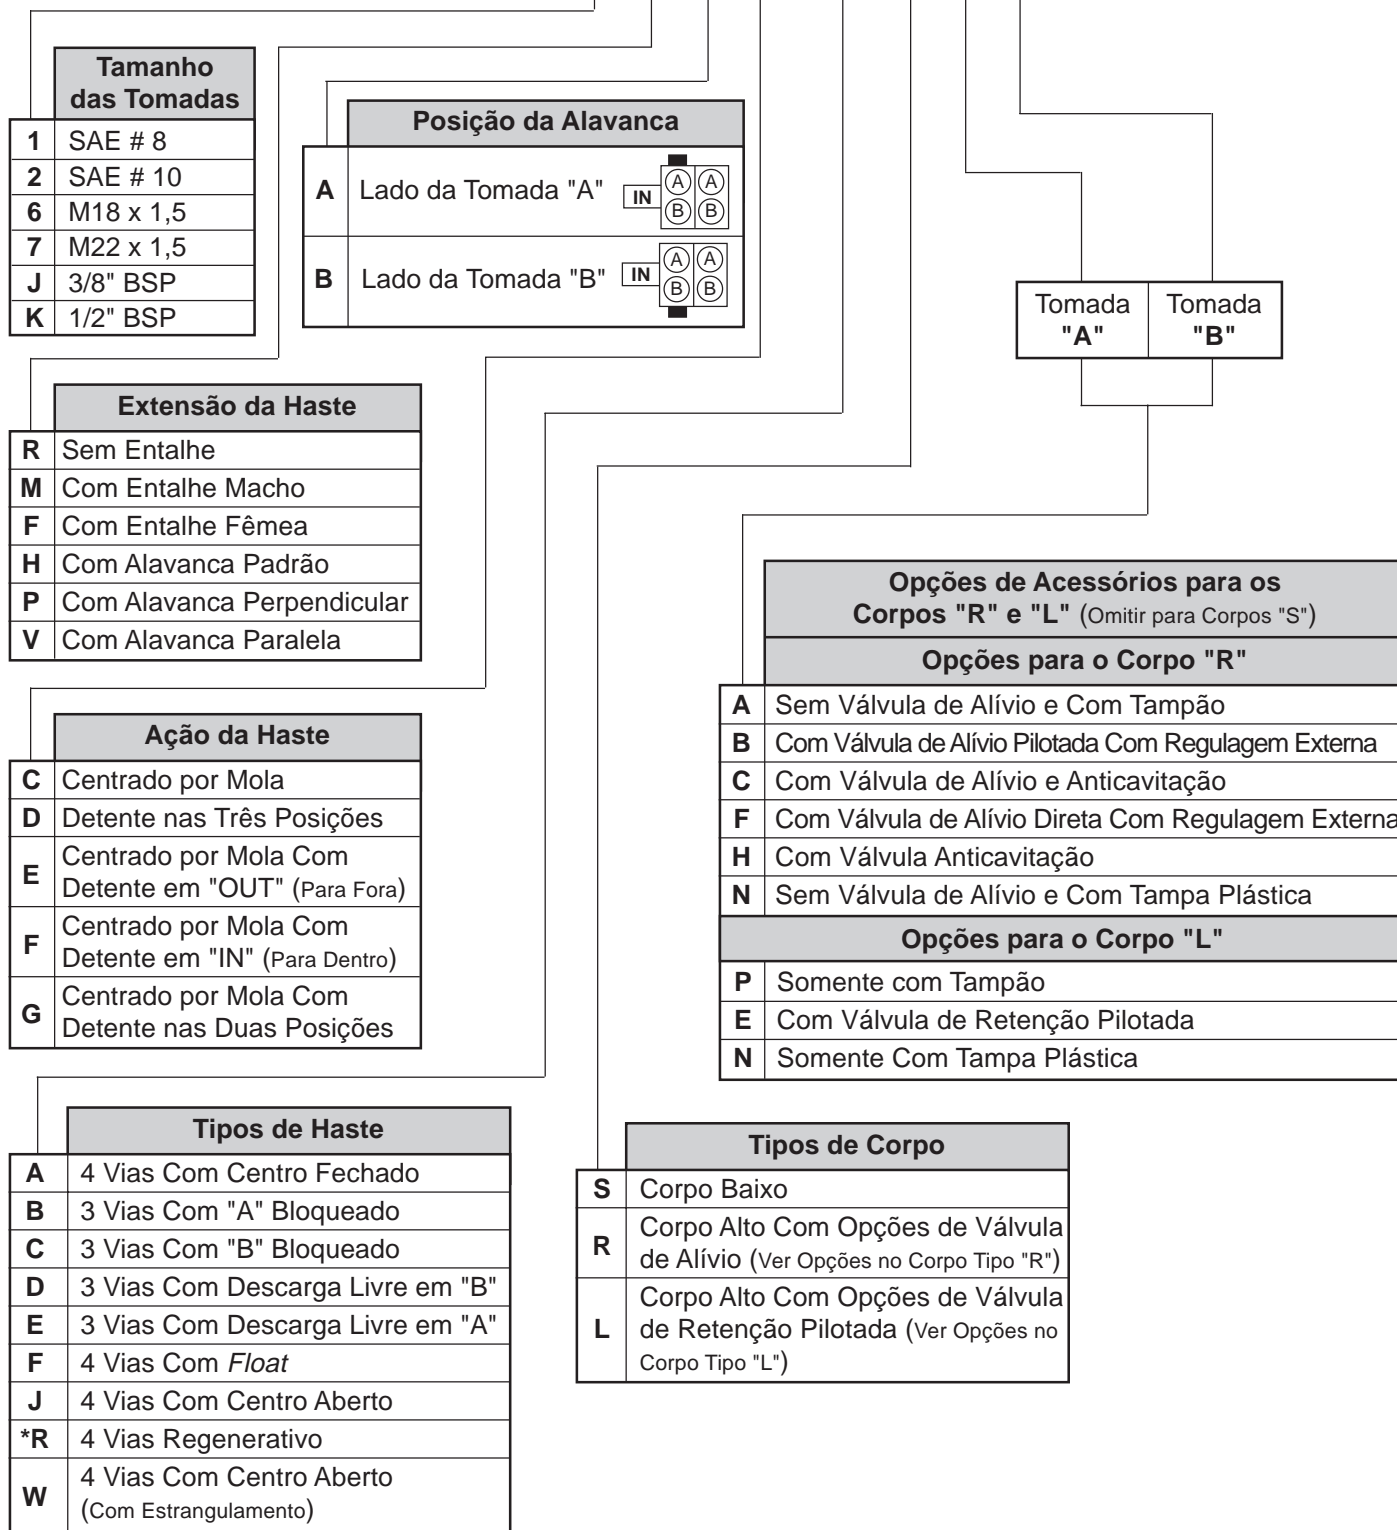 Tamanho
das Tomadas
1 SAE # 8
2 SAE # 10
6 M18 x 1,5
7 M22 x 1,5
J 3/8" BSP
K 1/2" BSP
Posição da Alavanca
A Lado da Tomada "A" IN A A B B
B Lado da Tomada "B" IN A A B B
Tomada
"A"
Tomada
"B"
Extensão da Haste
R Sem Entalhe
M Com Entalhe Macho
F Com Entalhe Fêmea
H Com Alavanca Padrão
P Com Alavanca Perpendicular
V Com Alavanca Paralela
Opções de Acessórios para os
Corpos "R" e "L" (Omitir para Corpos "S")
Opções para o Corpo "R"
A Sem Válvula de Alívio e Com Tampão
B Com Válvula de Alívio Pilotada Com Regulagem Externa
C Com Válvula de Alívio e Anticavitação
F Com Válvula de Alívio Direta Com Regulagem Externa
H Com Válvula Anticavitação
N Sem Válvula de Alívio e Com Tampa Plástica
Opções para o Corpo "L"
P Somente com Tampão
E Com Válvula de Retenção Pilotada
N Somente Com Tampa Plástica
Ação da Haste
C Centrado por Mola
D Detente nas Três Posições
E Centrado por Mola Com
Detente em "OUT" (Para Fora)
F Centrado por Mola Com
Detente em "IN" (Para Dentro)
G Centrado por Mola Com
Detente nas Duas Posições
Tipos de Haste
A 4 Vias Com Centro Fechado
B 3 Vias Com "A" Bloqueado
C 3 Vias Com "B" Bloqueado
D 3 Vias Com Descarga Livre em "B"
E 3 Vias Com Descarga Livre em "A"
F 4 Vias Com Float
J 4 Vias Com Centro Aberto
*R 4 Vias Regenerativo
W 4 Vias Com Centro Aberto
(Com Estrangulamento)
Tipos de Corpo
S Corpo Baixo
R Corpo Alto Com Opções de Válvula
de Alívio (Ver Opções no Corpo Tipo "R")
L Corpo Alto Com Opções de Válvula
de Retenção Pilotada (Ver Opções no
Corpo Tipo "L")